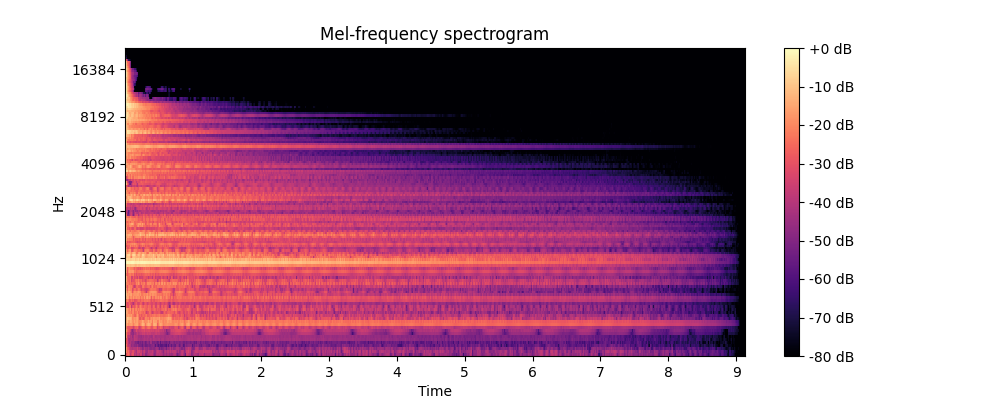 Mel-frequency spectrogram
Hz
16384
8192
4096
2048
1024
512
0
0 1 2 3 4 5 6 7 8 9
Time
+0 dB
-10 dB
-20 dB
-30 dB
-40 dB
-50 dB
-60 dB
-70 dB
-80 dB